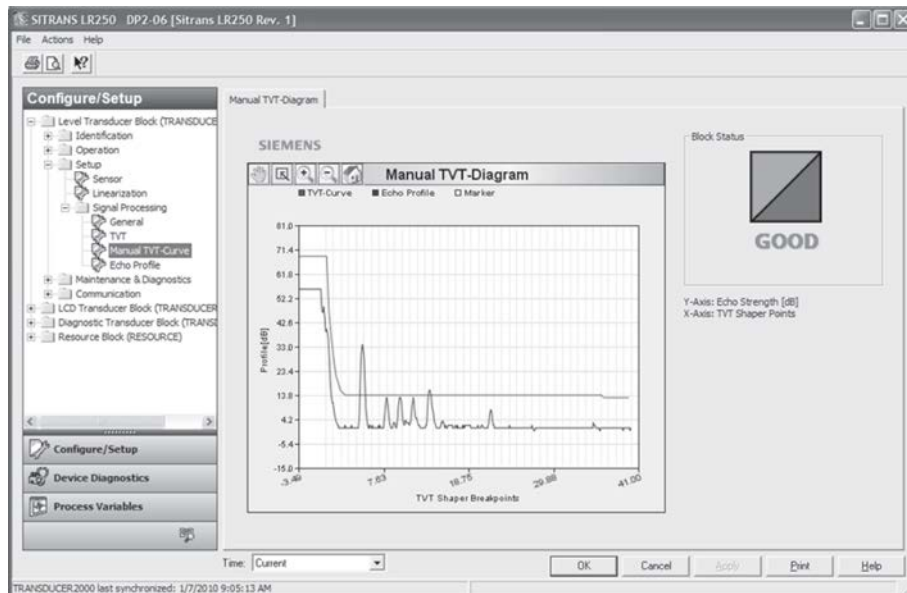 SITRANS LR250 DP2-06 [Sitrans LR250 Rev. 1]
File Actions Help
Configure/Setup
Level Transducer Block (TRANSDUCE
Identification
Operation
Setup
Sensor
Linearization
Signal Processing
General
TVT
Manual TVT-Curve
Echo Profile
Maintenance & Diagnostics
Communication
LCD Transducer Block (TRANSDUCER
Diagnostic Transducer Block (TRANSD
Resource Block (RESOURCE)
Configure/Setup
Device Diagnostics
Process Variables
Manual TVT-Diagram
SIEMENS
Manual TVT-Diagram
TVT-Curve Echo Profile Marker
81.0
71.4
61.8
52.2
42.6
33.0
23.4
13.8
4.2
-5.4
-15.0
Profile[dB]
-3.49 7.63 18.75 29.88 41.00
TVT Shaper Breakpoints
Block Status
GOOD
Y-Axis: Echo Strength [dB]
X-Axis: TVT Shaper Points
Time: Current
OK Cancel Apply Print Help
TRANSDUCER2000 last synchronized: 1/7/2010 9:05:13 AM